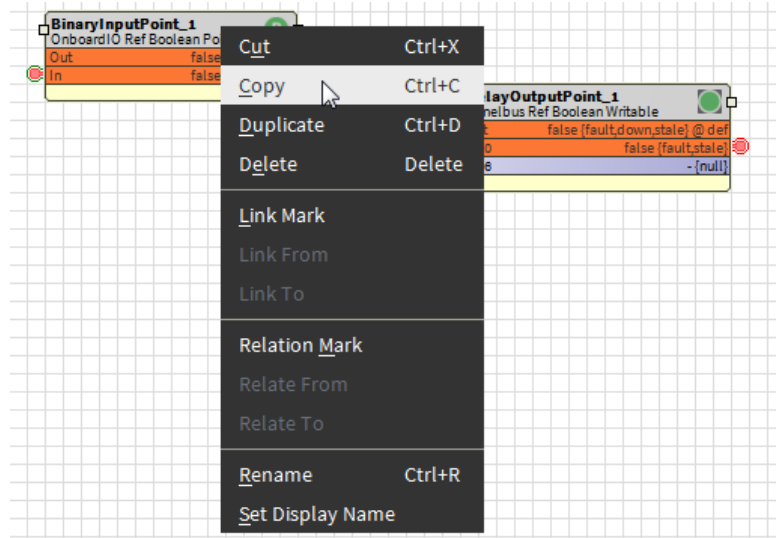 BinaryInputPoint_1
OnboardIO Ref Boolean Po
Out false
In false
Cut Ctrl+X
Copy Ctrl+C
Duplicate Ctrl+D
Delete Delete
Link Mark
Link From
Link To
Relation Mark
Relate From
Relate To
Rename Ctrl+R
Set Display Name
layOutputPoint_1
nelbus Ref Boolean Writable
t false {fault,down,stale} @ def
0 false {fault,stale}
6 - {null}